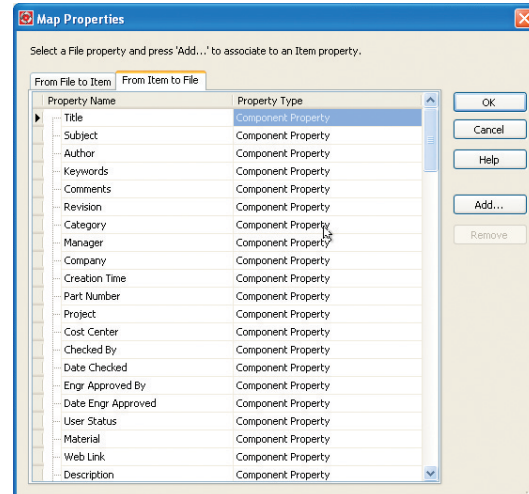 Map Properties
Select a File property and press 'Add...' to associate to an Item property.
From File to Item From Item to File
Property Name Property Type
Title Component Property
Subject Component Property
Author Component Property
Keywords Component Property
Comments Component Property
Revision Component Property
Category Component Property
Manager Component Property
Company Component Property
Creation Time Component Property
Part Number Component Property
Project Component Property
Cost Center Component Property
Checked By Component Property
Date Checked Component Property
Engr Approved By Component Property
Date Engr Approved Component Property
User Status Component Property
Material Component Property
Web Link Component Property
Description Component Property
OK
Cancel
Help
Add...
Remove